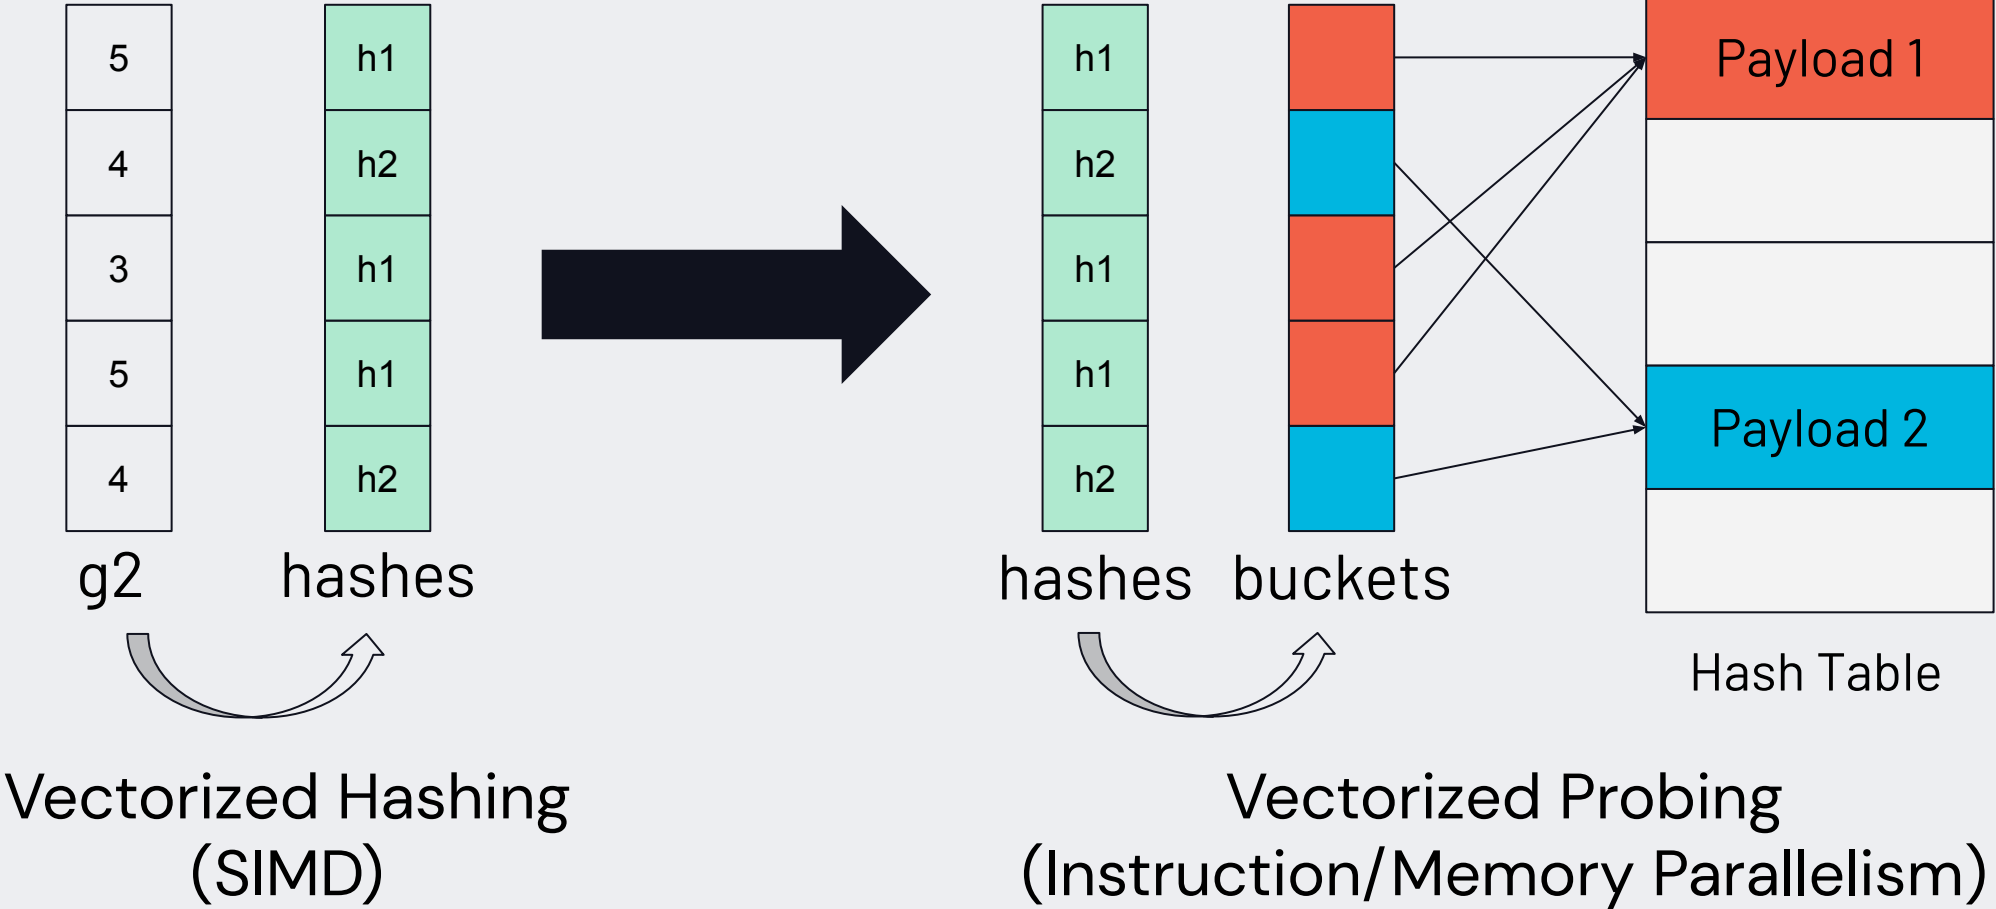 5
4
3
5
4
g2
h1
h2
h1
h1
h2
hashes
Vectorized Hashing
(SIMD)
h1
h2
h1
h1
h2
hashes
buckets
Payload 1
Payload 2
Hash Table
Vectorized Probing
(Instruction/Memory Parallelism)